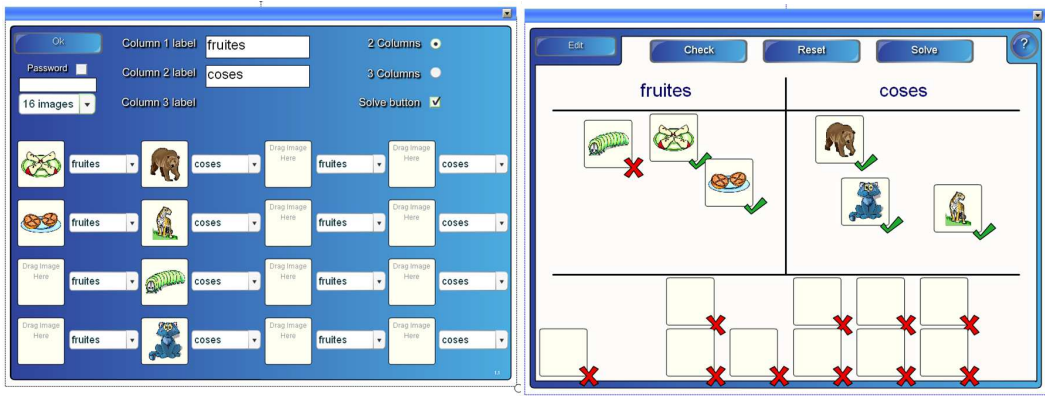 Ok
Column 1 label fruites 2 Columns
Password
Column 2 label coses 3 Columns
16 images Column 3 label Solve button
Drag Image Here Drag Image Here
fruites coses fruites coses
Drag Image Here Drag Image Here
fruites coses fruites coses
Drag Image Here Drag Image Here Drag Image Here
fruites coses fruites coses
Drag Image Here Drag Image Here Drag Image Here
fruites coses fruites coses
Edit Check Reset Solve ?
fruites coses